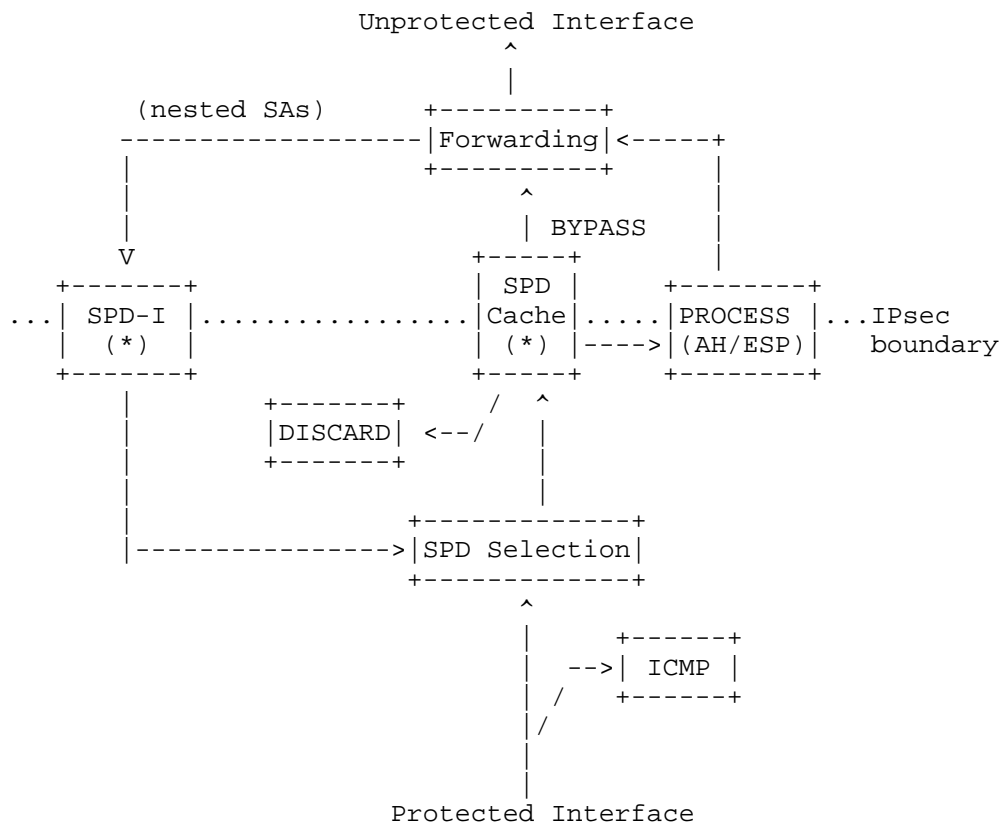 Unprotected Interface
^
|
(nested SAs) +----------+
-------------------|Forwarding|<-----+
| +----------+ |
| ^ |
| | BYPASS |
V +-----+ |
+-------+ | SPD | +--------+
...| SPD-I |.................|Cache|.....|PROCESS |...IPsec
| (*) | | (*) |---->|(AH/ESP)| boundary
+-------+ +-----+ +--------+
| +-------+ / ^
| |DISCARD| <--/ |
| +-------+ |
| |
| +-------------+
|---------------->|SPD Selection|
+-------------+
^
| +------+
| -->| ICMP |
| / +------+
|/
|
|
Protected Interface